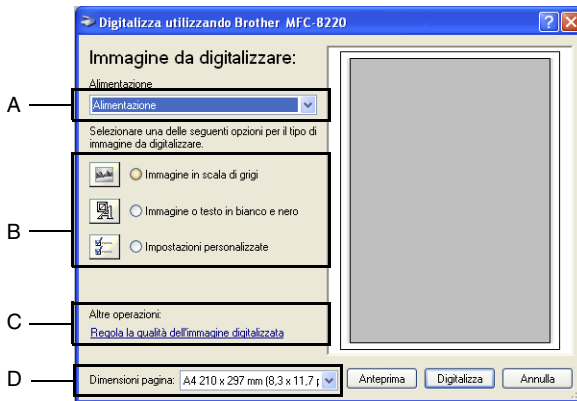 Digitalizza utilizzando Brother MFC-8220
Immagine da digitalizzare:
Alimentazione
A
Alimentazione
Selezionare una delle seguenti opzioni per il tipo di
immagine da digitalizzare.
Immagine in scala di grigi
B
Immagine o testo in bianco e nero
Impostazioni personalizzate
C
Altre operazioni:
Regola la qualità dell'immagine digitalizzata
D
Dimensioni pagina: A4 210 x 297 mm (8,3 x 11,7 p
Anteprima Digitalizza Annulla